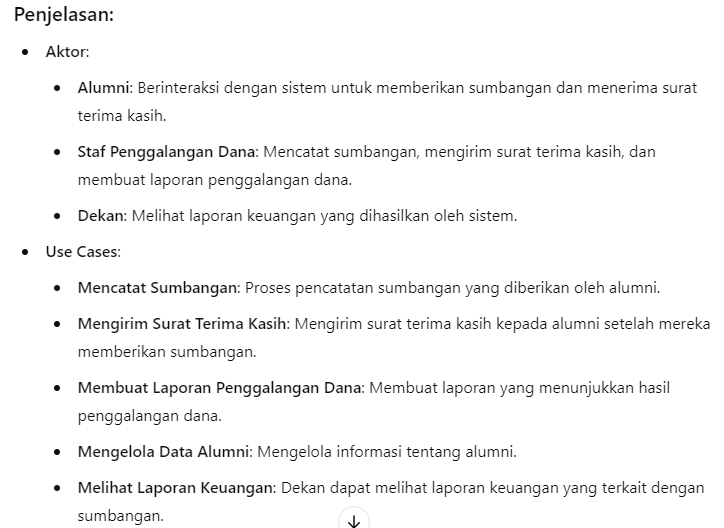 Penjelasan:
• Aktor:
• Alumni: Berinteraksi dengan sistem untuk memberikan sumbangan dan menerima surat
terima kasih.
• Staf Penggalangan Dana: Mencatat sumbangan, mengirim surat terima kasih, dan
membuat laporan penggalangan dana.
• Dekan: Melihat laporan keuangan yang dihasilkan oleh sistem.
• Use Cases:
• Mencatat Sumbangan: Proses pencatatan sumbangan yang diberikan oleh alumni.
• Mengirim Surat Terima Kasih: Mengirim surat terima kasih kepada alumni setelah mereka
memberikan sumbangan.
• Membuat Laporan Penggalangan Dana: Membuat laporan yang menunjukkan hasil
penggalangan dana.
• Mengelola Data Alumni: Mengelola informasi tentang alumni.
• Melihat Laporan Keuangan: Dekan dapat melihat laporan keuangan yang terkait dengan
sumbangan.